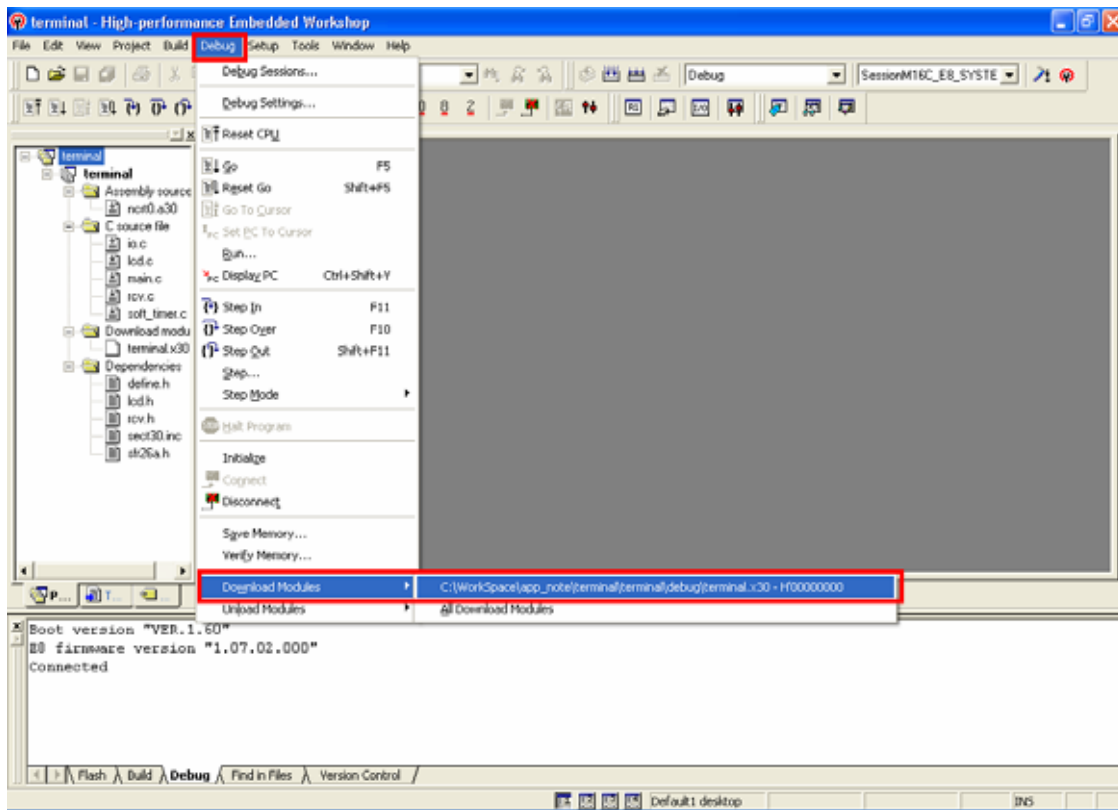 terminal - High-performance Embedded Workshop
File Edit View Project Build Debug Setup Tools Window Help
Debug Sessions...
Debug
SessionM16C_E8_SYSTE
Debug Settings...
Reset CPU
Go F5
Reset Go Shift+F5
Go To Cursor
Set PC To Cursor
Run...
Display PC Ctrl+Shift+Y
Step In F11
Step Over F10
Step Out Shift+F11
Step...
Step Mode
Halt Program
Initialize
Connect
Disconnect
Save Memory...
Verify Memory...
Download Modules
Unload Modules
C:\WorkSpace\app_note\terminal\terminal\debug\terminal.x30 - H'00000000
All Download Modules
terminal
terminal
Assembly source
ncrt0.a30
C source file
io.c
lcd.c
main.c
rcv.c
soft_timer.c
Download modu
terminal.x30
Dependencies
define.h
lcd.h
rcv.h
sect30.inc
sfr26a.h
P...
T...
Boot version "VER.1.60"
E8 firmware version "1.07.02.000"
Connected
Flash Build Debug Find in Files Version Control
Default1 desktop
INS